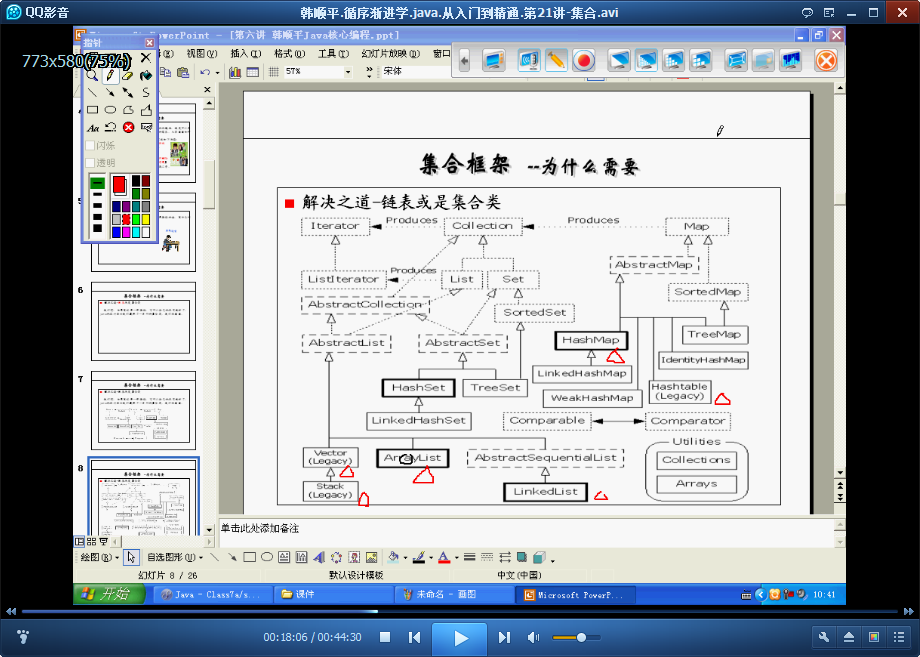 QQ影音
韩顺平.循序渐进学.java.从入门到精通.第21讲-集合.avi
PowerPoint - [第六讲 韩顺平Java核心编程.ppt]
指针
773x580(75%)
视图(V) 插入(I) 格式(O) 工具(T) 幻灯片放映(D) 窗口
57% 宋体
Aa
闪烁
透明
6
7
8
集合框架 --为什么需要
解决之道-链表或是集合类
Iterator Produces Collection Produces Map
AbstractMap
ListIterator Produces List Set
SortedMap
AbstractCollection
SortedSet
AbstractList AbstractSet HashMap TreeMap
IdentityHashMap
LinkedHashMap
HashSet TreeSet
Hashtable
(Legacy)
WeakHashMap
LinkedHashSet Comparable Comparator
Utilities
Vector
(Legacy)
ArrayList AbstractSequentialList Collections
Stack
(Legacy)
LinkedList Arrays
单击此处添加备注
绘图(R) 自选图形(U)
幻灯片 8 / 26 默认设计模板 中文(中国)
开始 Java - Class7a/s... 课件 未命名 - 画图 Microsoft PowerP... 10:41
00:18:06 / 00:44:30